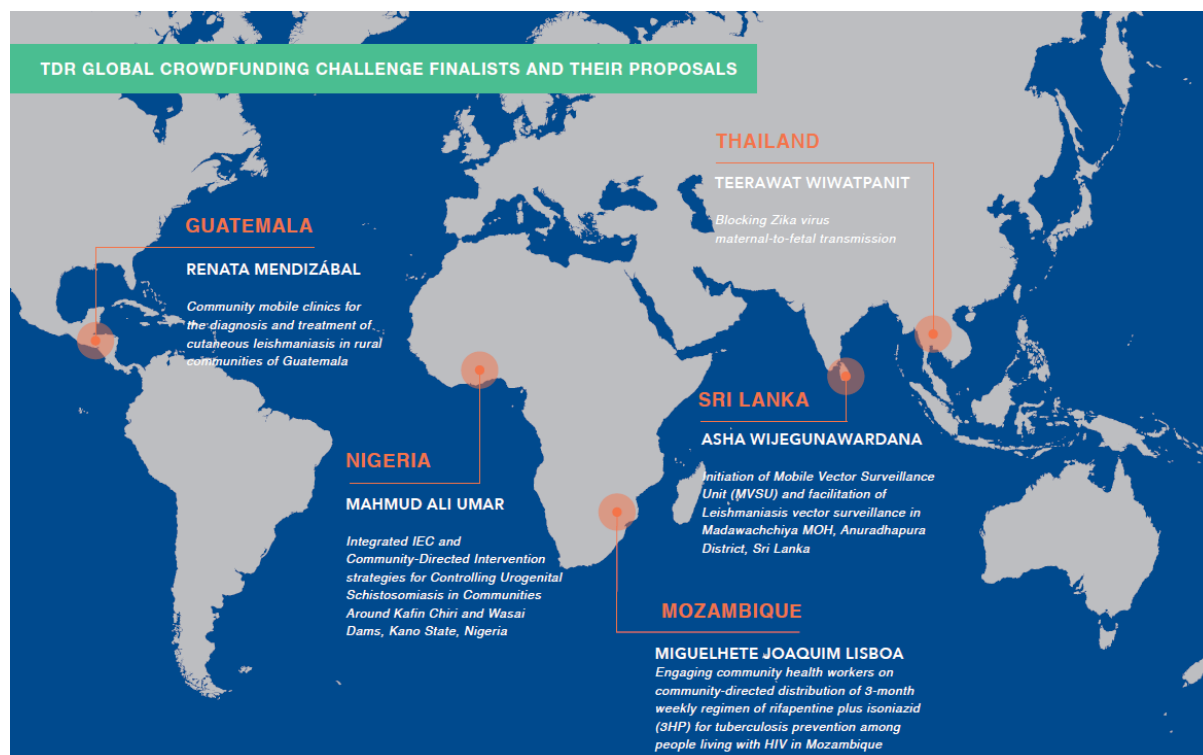 TDR GLOBAL CROWDFUNDING CHALLENGE FINALISTS AND THEIR PROPOSALS
THAILAND
TEERAWAT WIWATPANIT
Blocking Zika virus
maternal-to-fetal transmission
GUATEMALA
RENATA MENDIZÁBAL
Community mobile clinics for
the diagnosis and treatment of
cutaneous leishmaniasis in rural
communities of Guatemala
SRI LANKA
ASHA WIJEGUNAWARDANA
Initiation of Mobile Vector Surveillance
Unit (MVSU) and facilitation of
Leishmaniasis vector surveillance in
Madawachchiya MOH, Anuradhapura
District, Sri Lanka
NIGERIA
MAHMUD ALI UMAR
Integrated IEC and
Community-Directed Intervention
strategies for Controlling Urogenital
Schistosomiasis in Communities
Around Kafin Chiri and Wasai
Dams, Kano State, Nigeria
MOZAMBIQUE
MIGUELHETE JOAQUIM LISBOA
Engaging community health workers on
community-directed distribution of 3-month
weekly regimen of rifapentine plus isoniazid
(3HP) for tuberculosis prevention among
people living with HIV in Mozambique